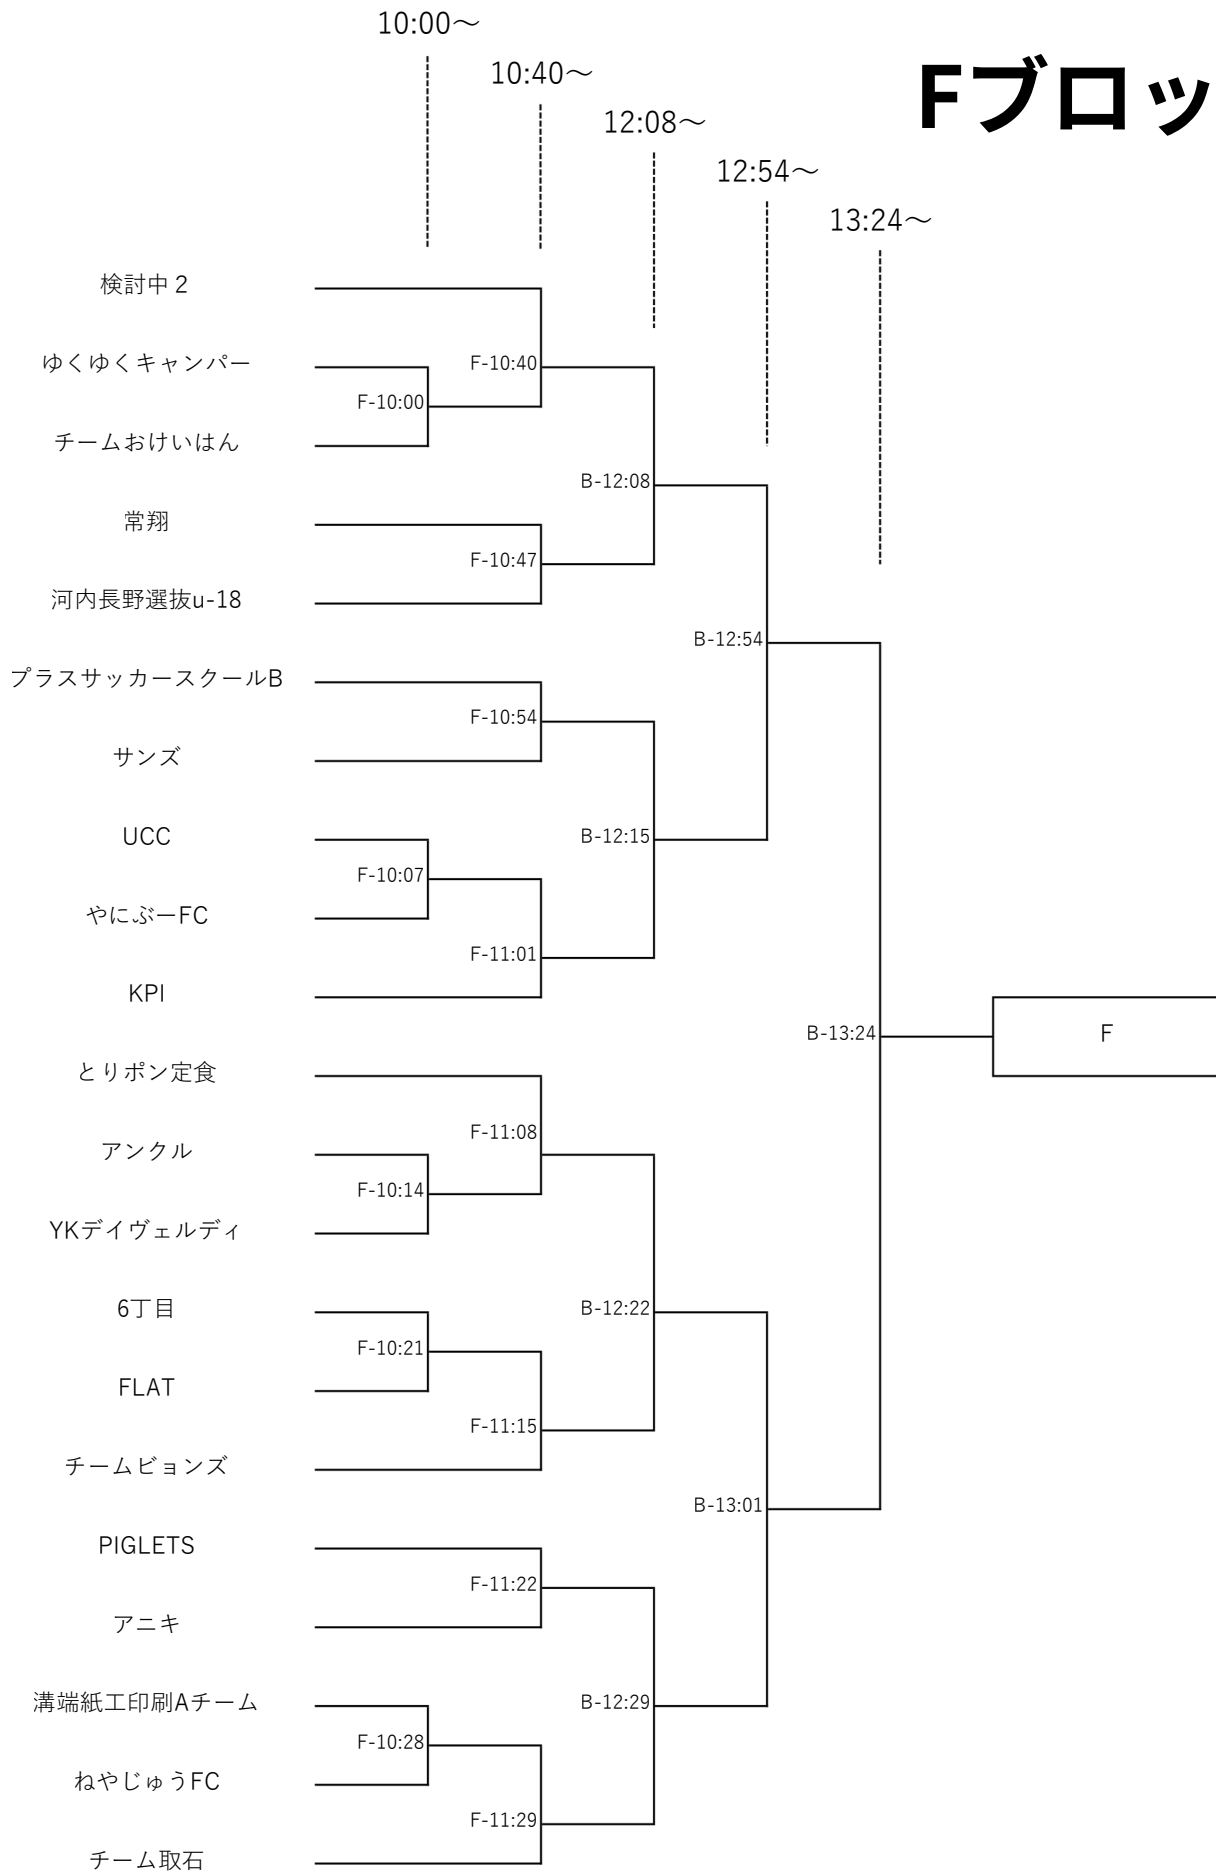 10:00～
10:40～
Fブロッ
12:08～
12:54～
13:24～
検討中 2
ゆくゆくキャンパー
F-10:40
F-10:00
チームおけいはん
B-12:08
常翔
F-10:47
河内長野選抜u-18
B-12:54
プラスサッカースクールB
F-10:54
サンズ
UCC
B-12:15
F-10:07
やにぶーFC
F-11:01
KPI
B-13:24
F
とりポン定食
F-11:08
アンクル
F-10:14
YKデイヴェルディ
6丁目
B-12:22
F-10:21
FLAT
F-11:15
チームビョンズ
B-13:01
PIGLETS
F-11:22
アニキ
溝端紙工印刷Aチーム
B-12:29
F-10:28
ねやじゅうFC
F-11:29
チーム取石